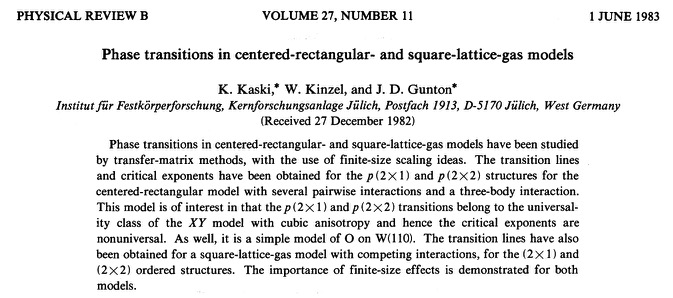 PHYSICAL REVIEW B VOLUME 27, NUMBER 11 1 JUNE 1983
Phase transitions in centered-rectangular- and square-lattice-gas models
K. Kaski,* W. Kinzel, and J. D. Gunton*
Institut für Festkörperforschung, Kernforschungsanlage Jülich, Postfach 1913, D-5170 Jülich, West Germany
(Received 27 December 1982)
Phase transitions in centered-rectangular- and square-lattice-gas models have been studied
by transfer-matrix methods, with the use of finite-size scaling ideas. The transition lines
and critical exponents have been obtained for the p(2×1) and p(2×2) structures for the
centered-rectangular model with several pairwise interactions and a three-body interaction.
This model is of interest in that the p(2×1) and p(2×2) transitions belong to the universal-
ity class of the XY model with cubic anisotropy and hence the critical exponents are
nonuniversal. As well, it is a simple model of O on W(110). The transition lines have also
been obtained for a square-lattice-gas model with competing interactions, for the (2×1) and
(2×2) ordered structures. The importance of finite-size effects is demonstrated for both
models.